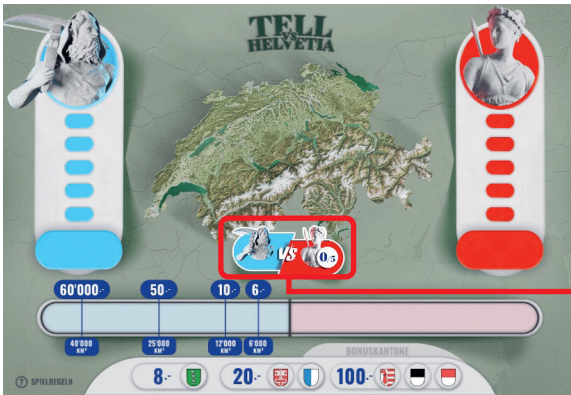 TELL
VS
HELVETIA
VS
0/5
60'000.-
50.-
10.-
6.-
40'000
KM²
25'000
KM²
12'000
KM²
6'000
KM²
BONUSKANTONE
8.-
20.-
100.-
? SPIELREGELN